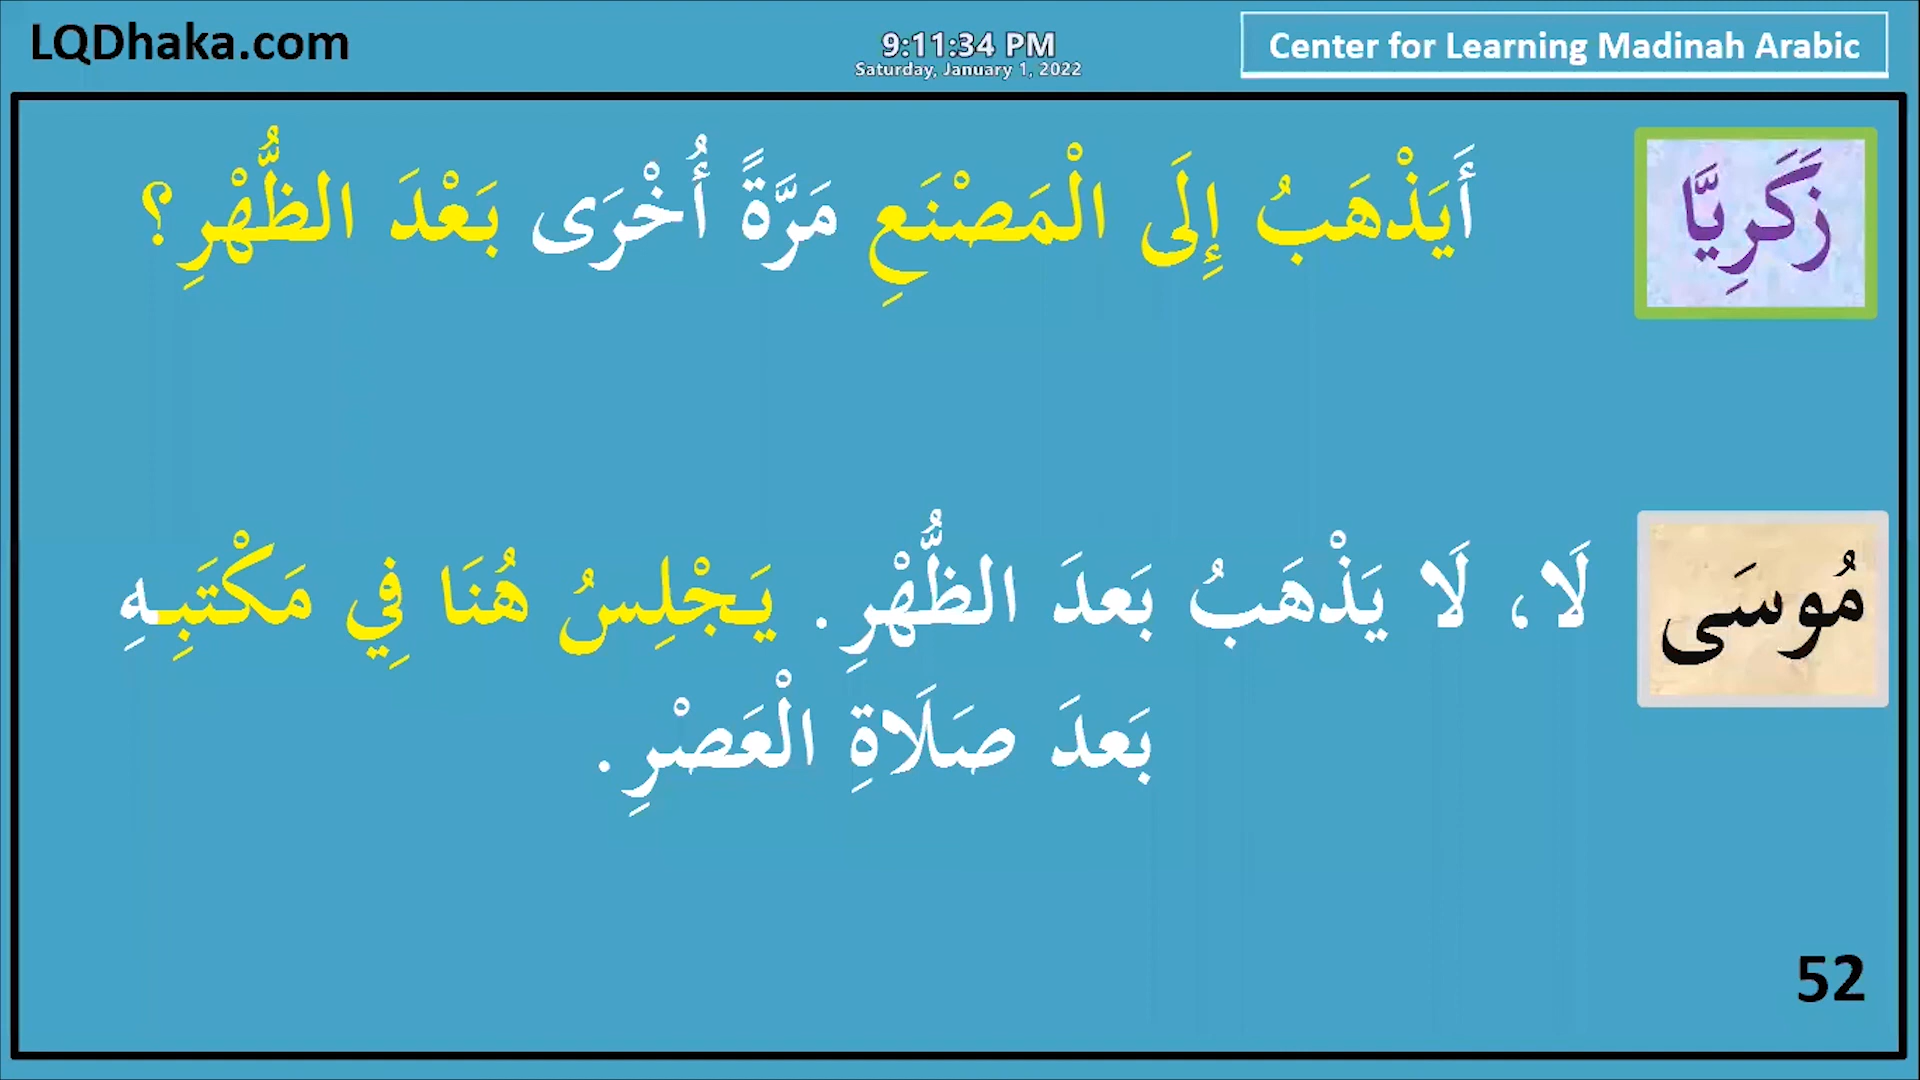 LQDhaka.com
9:11:34 PM
Saturday, January 1, 2022
Center for Learning Madinah Arabic
زَكَرِيَّا
أَيَذْهَبُ إِلَى الْمَصْنَعِ مَرَّةً أُخْرَى بَعْدَ الظُّهْرِ؟
مُوسَى
لَا، لَا يَذْهَبُ بَعدَ الظُّهْرِ. يَجْلِسُ هُنَا فِي مَكْتَبِهِ
بَعدَ صَلَاةِ الْعَصْرِ.
52